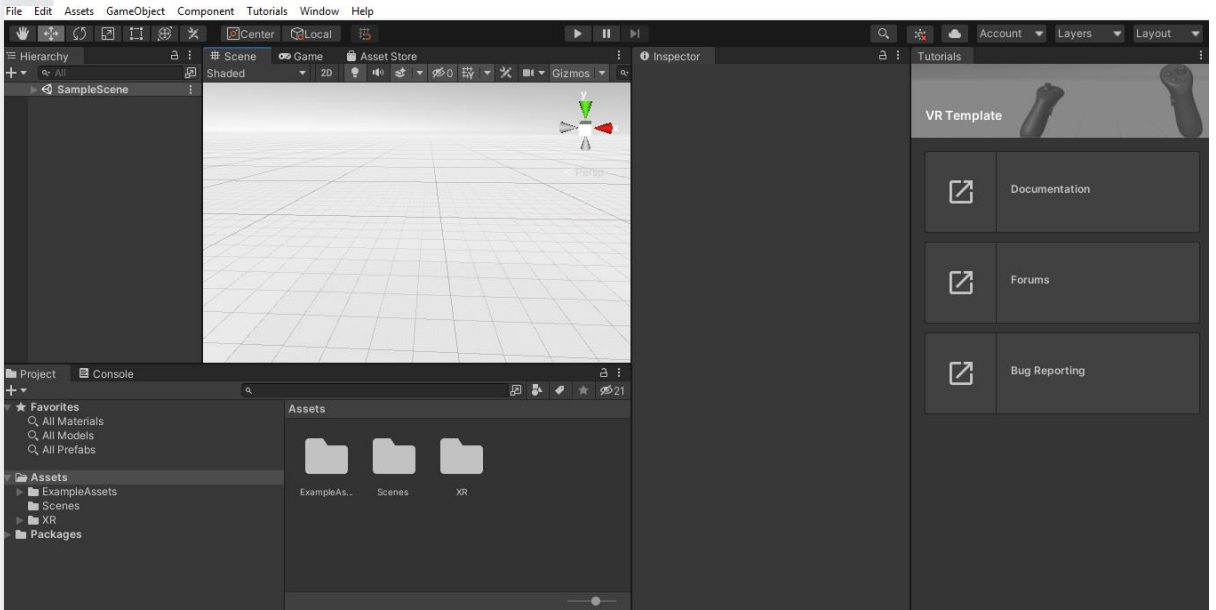 File Edit Assets GameObject Component Tutorials Window Help
Center Local Account Layers Layout
Hierarchy
All
SampleScene
Scene Game Asset Store
Shaded 2D 0 Gizmos
y
x
Persp
Inspector
Tutorials
VR Template
Documentation
Forums
Bug Reporting
Project Console
21
Favorites
All Materials
All Models
All Prefabs
Assets
ExampleAssets
Scenes
XR
Packages
Assets
ExampleAs... Scenes XR